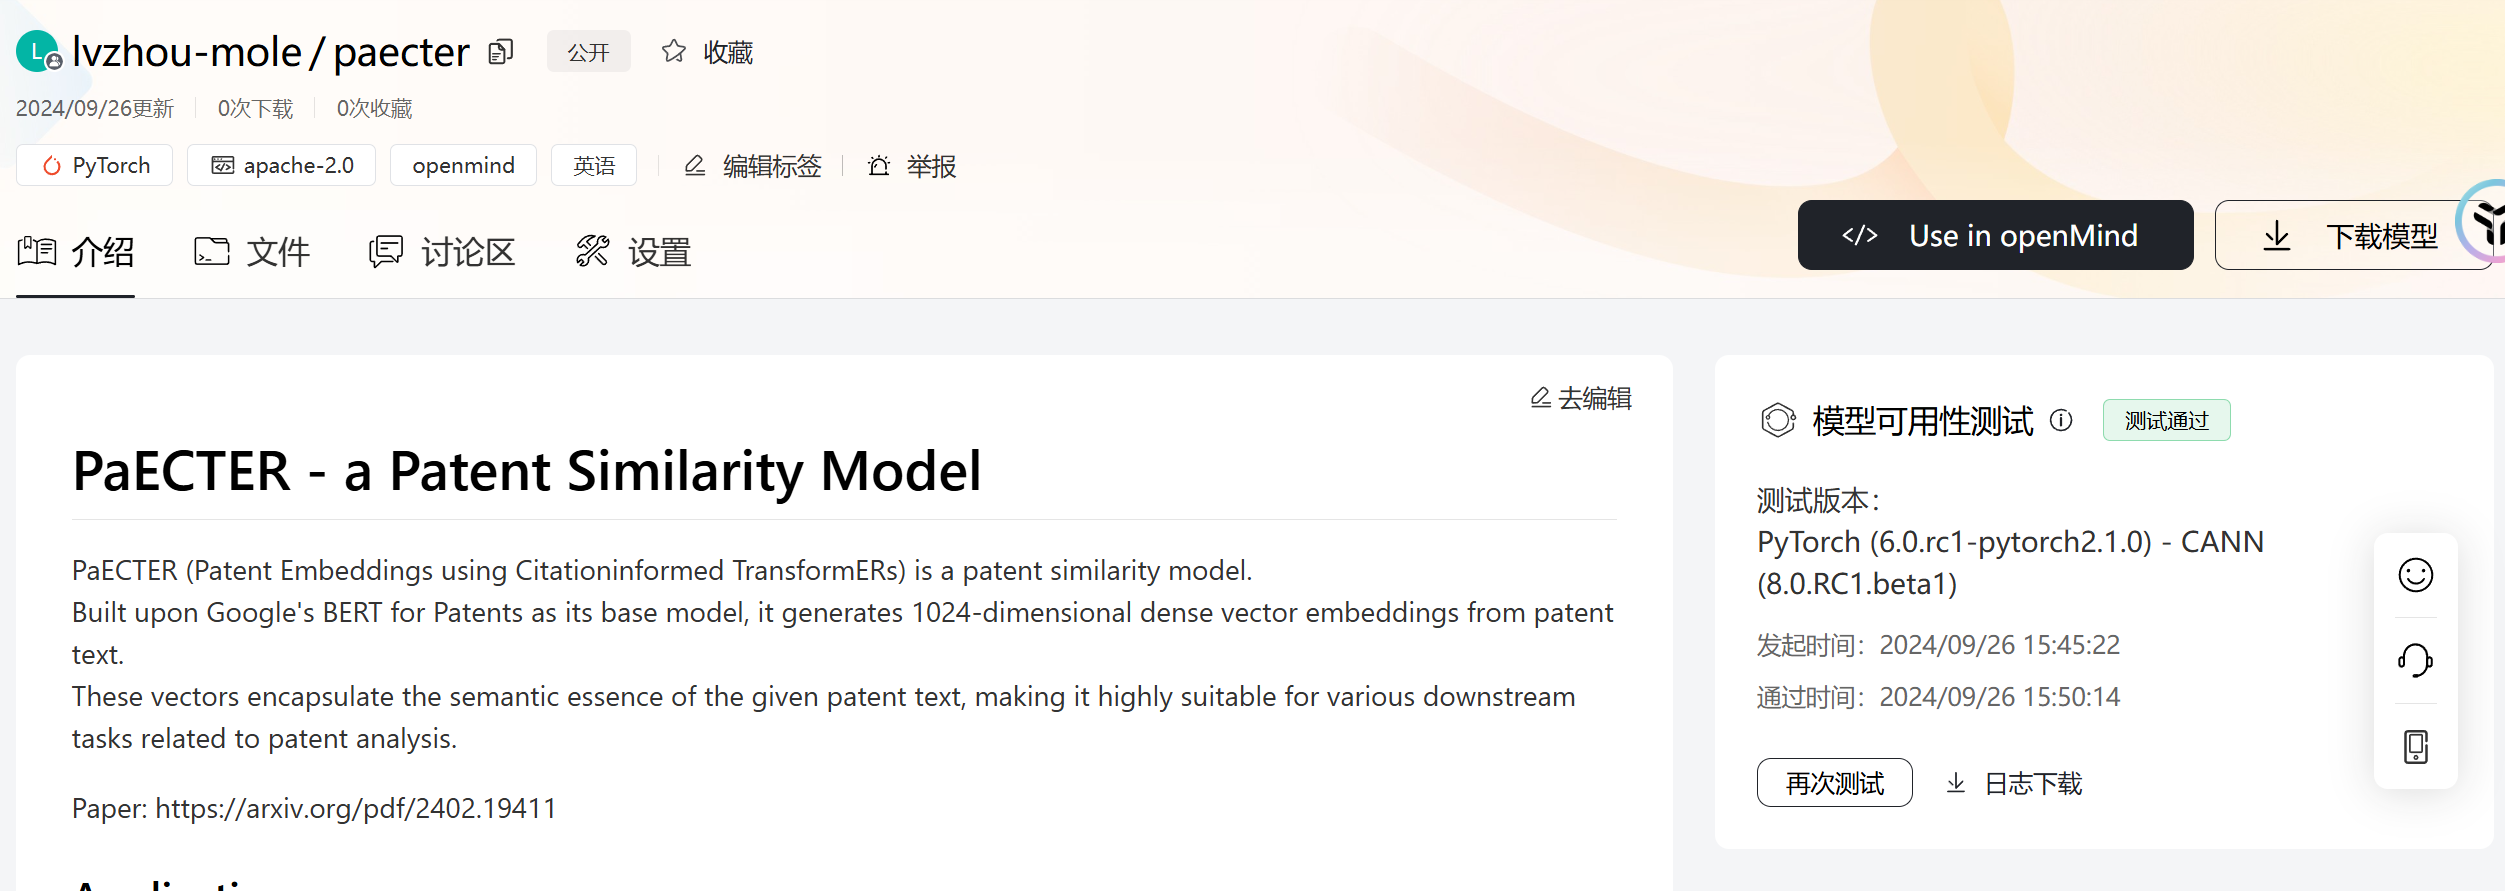 L lvzhou-mole / paecter 公开 收藏
2024/09/26更新 0次下载 0次收藏
PyTorch apache-2.0 openmind 英语 编辑标签 举报
介绍 文件 讨论区 设置
</> Use in openMind 下载模型
去编辑
PaECTER - a Patent Similarity Model
PaECTER (Patent Embeddings using Citationinformed TransformERs) is a patent similarity model.
Built upon Google's BERT for Patents as its base model, it generates 1024-dimensional dense vector embeddings from patent
text.
These vectors encapsulate the semantic essence of the given patent text, making it highly suitable for various downstream
tasks related to patent analysis.
Paper: https://arxiv.org/pdf/2402.19411
模型可用性测试 测试通过
测试版本：
PyTorch (6.0.rc1-pytorch2.1.0) - CANN
(8.0.RC1.beta1)
发起时间：2024/09/26 15:45:22
通过时间：2024/09/26 15:50:14
再次测试 日志下载